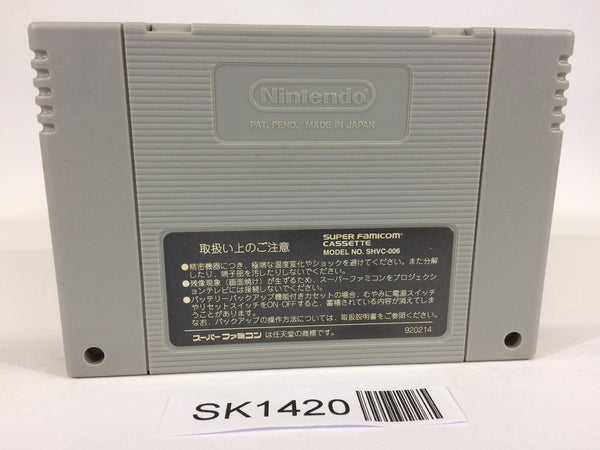 Nintendo
PAT. PEND. MADE IN JAPAN
取扱い上のご注意
SUPER FAMICOM
CASSETTE
MODEL NO. SHVC-006
●精密機器につき、極端な温度変化やショックを避けてください。また分解
したり、端子部を汚したりしないでください。
●残像現象（画面焼け）が生ずるため、スーパーファミコンをプロジェクシ
ョンテレビには接続しないでください。
●バッテリーバックアップ機能付きカセットの場合、むやみに電源スイッチ
やリセットスイッチをON・OFFすると、蓄積されている内容が消えてしま
うことがあります。
なお、バックアップの操作方法については、取扱説明書をご参照ください。
スーパーファミコン は任天堂の商標です。
920214
SK1420